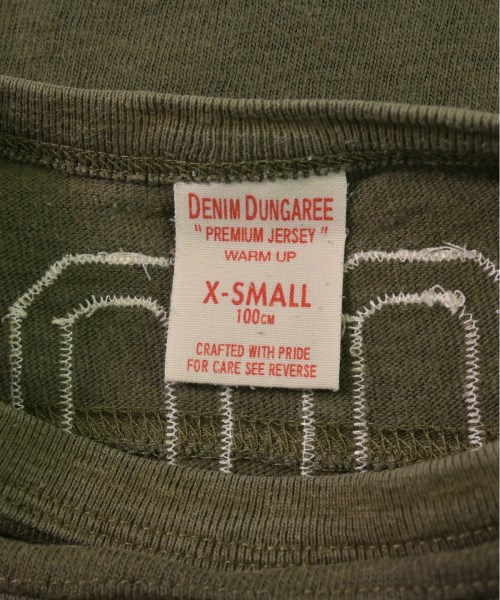 DENIM DUNGAREE
" PREMIUM JERSEY "
WARM UP
X-SMALL
100CM
CRAFTED WITH PRIDE
FOR CARE SEE REVERSE